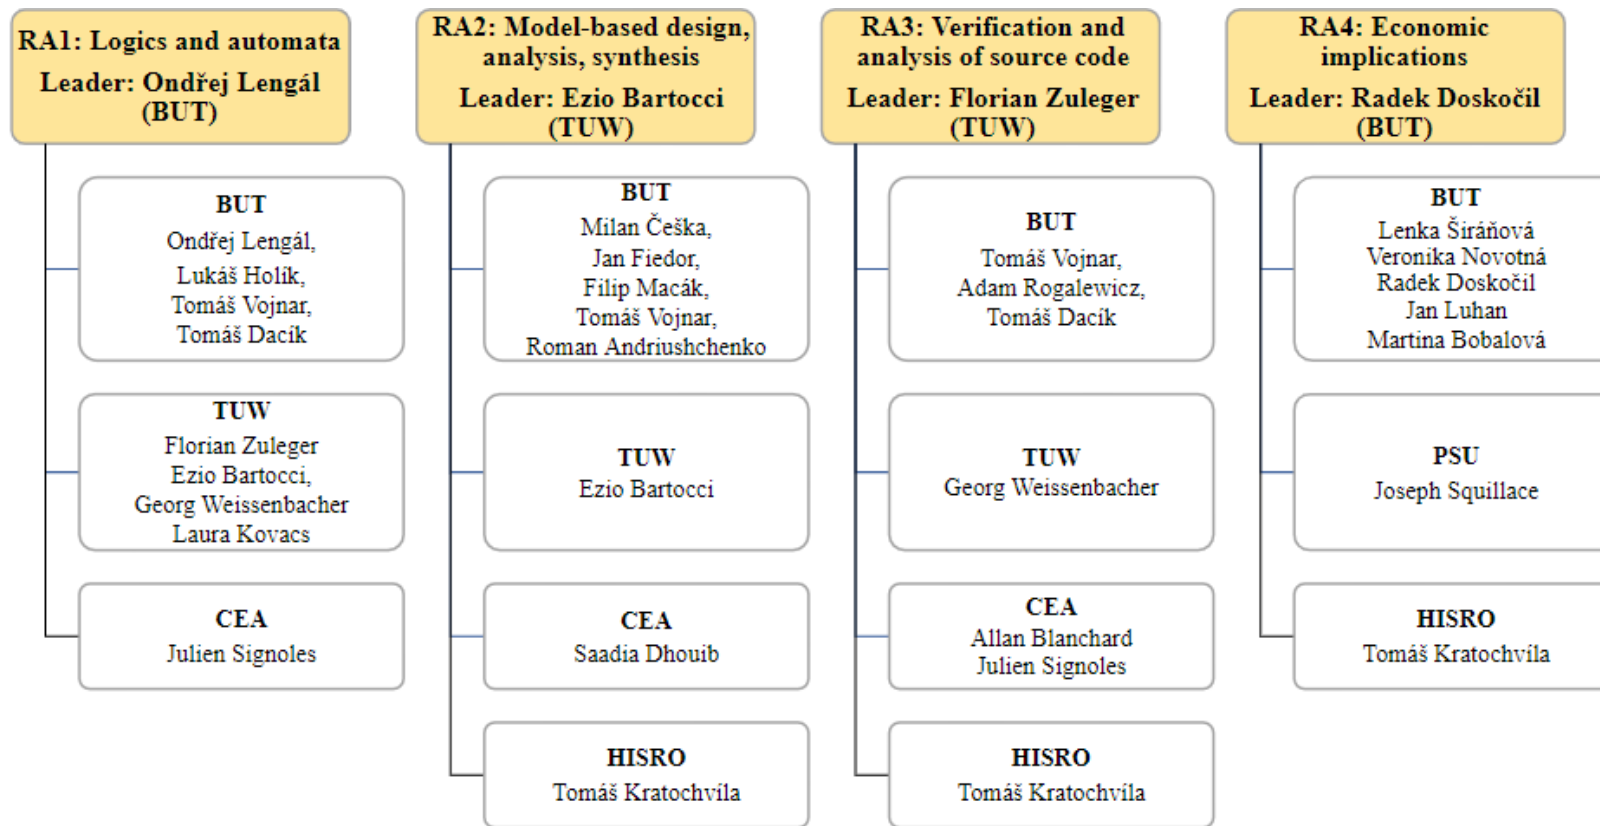 RA1: Logics and automata
Leader: Ondřej Lengál
(BUT)
BUT
Ondřej Lengál,
Lukáš Holík,
Tomáš Vojnar,
Tomáš Dacík
TUW
Florian Zuleger
Ezio Bartocci,
Georg Weissenbacher
Laura Kovacs
CEA
Julien Signoles
RA2: Model-based design,
analysis, synthesis
Leader: Ezio Bartocci
(TUW)
BUT
Milan Češka,
Jan Fiedor,
Filip Macák,
Tomáš Vojnar,
Roman Andriushchenko
TUW
Ezio Bartocci
CEA
Saadia Dhouib
HISRO
Tomáš Kratochvíla
RA3: Verification and
analysis of source code
Leader: Florian Zuleger
(TUW)
BUT
Tomáš Vojnar,
Adam Rogalewicz,
Tomáš Dacík
TUW
Georg Weissenbacher
CEA
Allan Blanchard
Julien Signoles
HISRO
Tomáš Kratochvíla
RA4: Economic
implications
Leader: Radek Doskočil
(BUT)
BUT
Lenka Širáňová
Veronika Novotná
Radek Doskočil
Jan Luhan
Martina Bobalová
PSU
Joseph Squillace
HISRO
Tomáš Kratochvíla